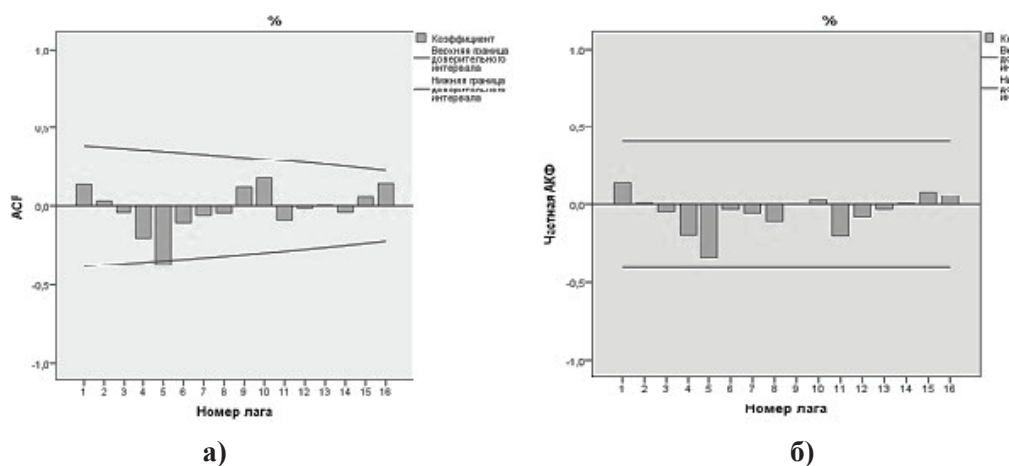 %
Коэффициент
Верхняя граница
доверительного
интервала
Нижняя граница
доверительного
интервала
1,0
0,5
0,0
-0,5
-1,0
ACF
1 2 3 4 5 6 7 8 9 10 11 12 13 14 15 16
Номер лага
а)
%
1,0
0,5
0,0
-0,5
-1,0
Частная АКФ
1 2 3 4 5 6 7 8 9 10 11 12 13 14 15 16
Номер лага
б)